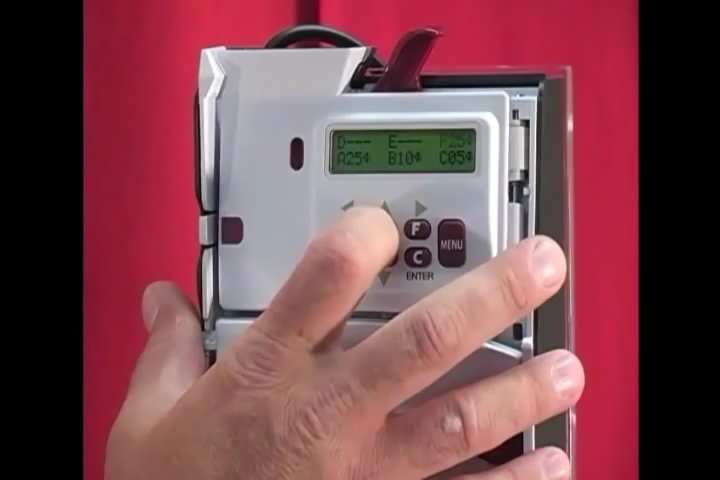 D--- E--- F25¢
A25¢ B10¢ C05¢
F
MENU
C
ENTER